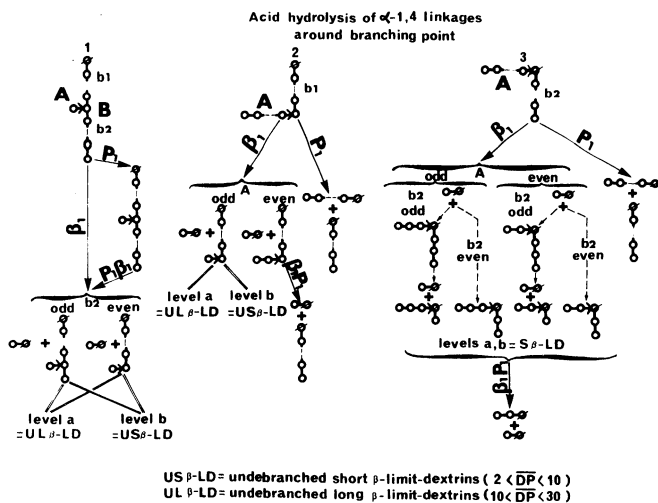 Acid hydrolysis of α-1,4 linkages
around branching point
1
b1
A
B
b2
P1
β1
P1β1
b2
odd
even
+
+
level a
=UL β-LD
level b
=USβ-LD
2
b1
A
β1
P1
A
odd
even
+
+
+
level a
=UL β-LD
level b
=USβ-LD
β1P1
+
3
A
b2
β1
P1
A
odd
even
b2
odd
+
b2
odd
+
+
b2
even
b2
even
+
+
levels a,b=Sβ-LD
β1P1
+
US β-LD= undebranched short β-limit-dextrins ( 2 < DP < 10 )
UL β-LD= undebranched long β-limit-dextrins (10< DP <30 )